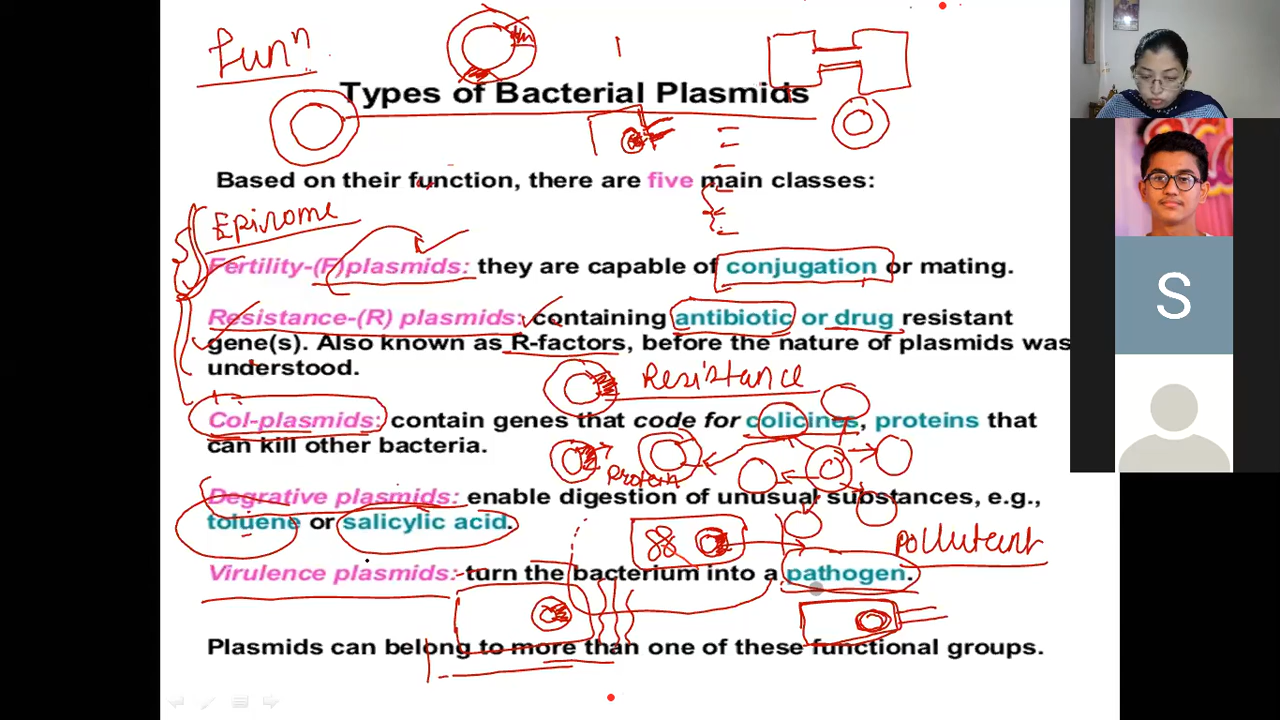 funⁿ
Types of Bacterial Plasmids
Based on their function, there are five main classes:
Episome
Fertility-(F)plasmids: they are capable of conjugation or mating.
Resistance-(R) plasmids: containing antibiotic or drug resistant
gene(s). Also known as R-factors, before the nature of plasmids was
understood.
Resistance
Col-plasmids: contain genes that code for colicines, proteins that
can kill other bacteria.
Protein
Degrative plasmids: enable digestion of unusual substances, e.g.,
toluene or salicylic acid.
pollutant
Virulence plasmids: turn the bacterium into a pathogen.
Plasmids can belong to more than one of these functional groups.
S